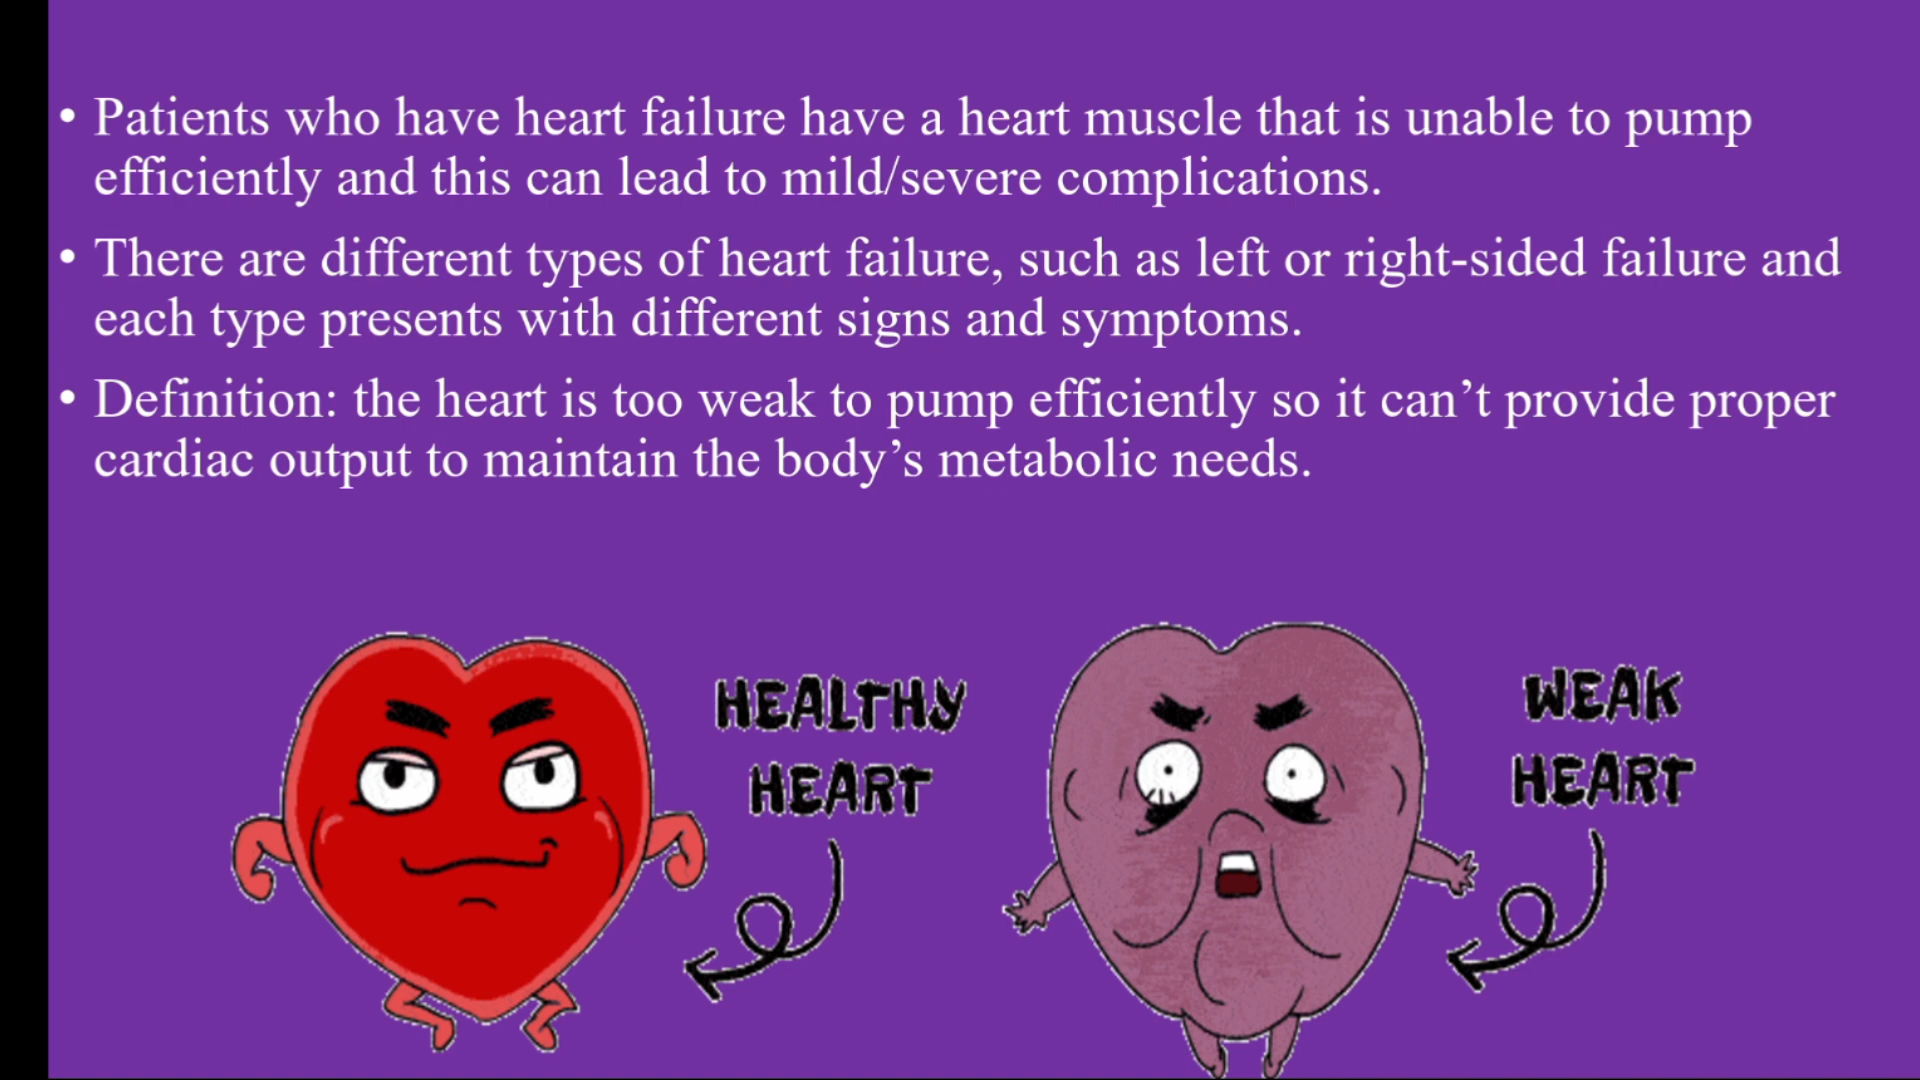 • Patients who have heart failure have a heart muscle that is unable to pump
efficiently and this can lead to mild/severe complications.
• There are different types of heart failure, such as left or right-sided failure and
each type presents with different signs and symptoms.
• Definition: the heart is too weak to pump efficiently so it can’t provide proper
cardiac output to maintain the body’s metabolic needs.
HEALTHY
HEART
WEAK
HEART